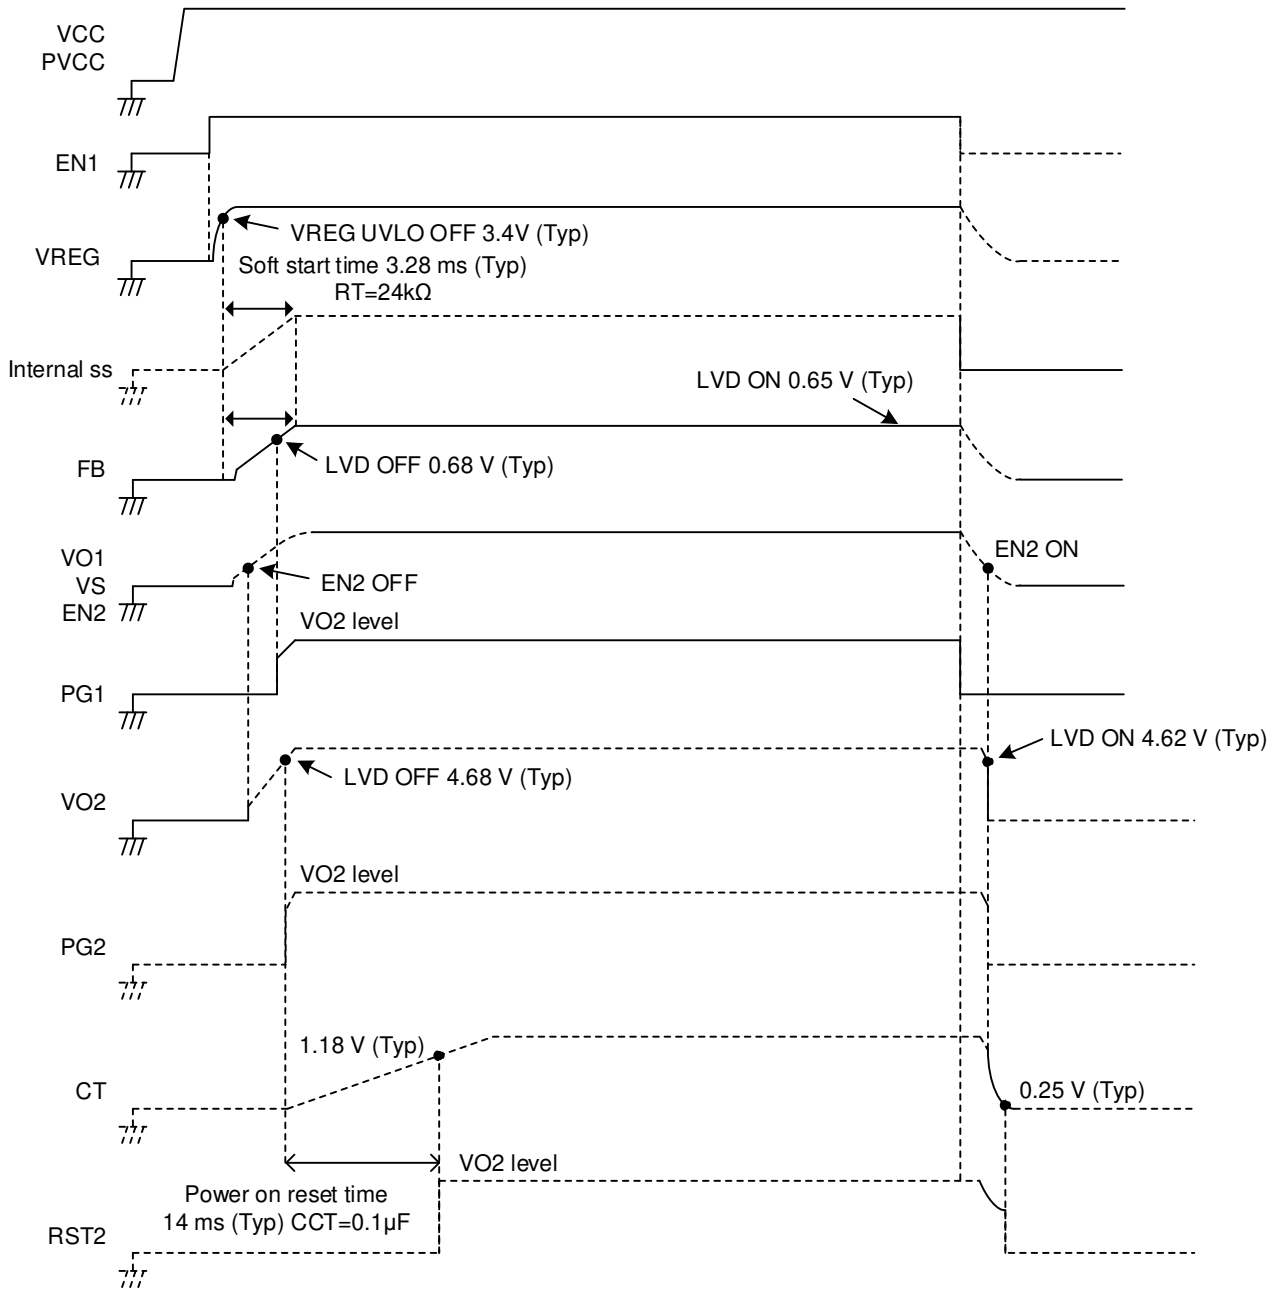 VCC
PVCC
EN1
VREG UVLO OFF 3.4V (Typ)
VREG
Soft start time 3.28 ms (Typ)
RT=24kΩ
Internal ss
LVD ON 0.65 V (Typ)
FB
LVD OFF 0.68 V (Typ)
VO1
VS
EN2
EN2 OFF
EN2 ON
VO2 level
PG1
LVD ON 4.62 V (Typ)
LVD OFF 4.68 V (Typ)
VO2
VO2 level
PG2
1.18 V (Typ)
CT
0.25 V (Typ)
VO2 level
Power on reset time
14 ms (Typ) CCT=0.1µF
RST2